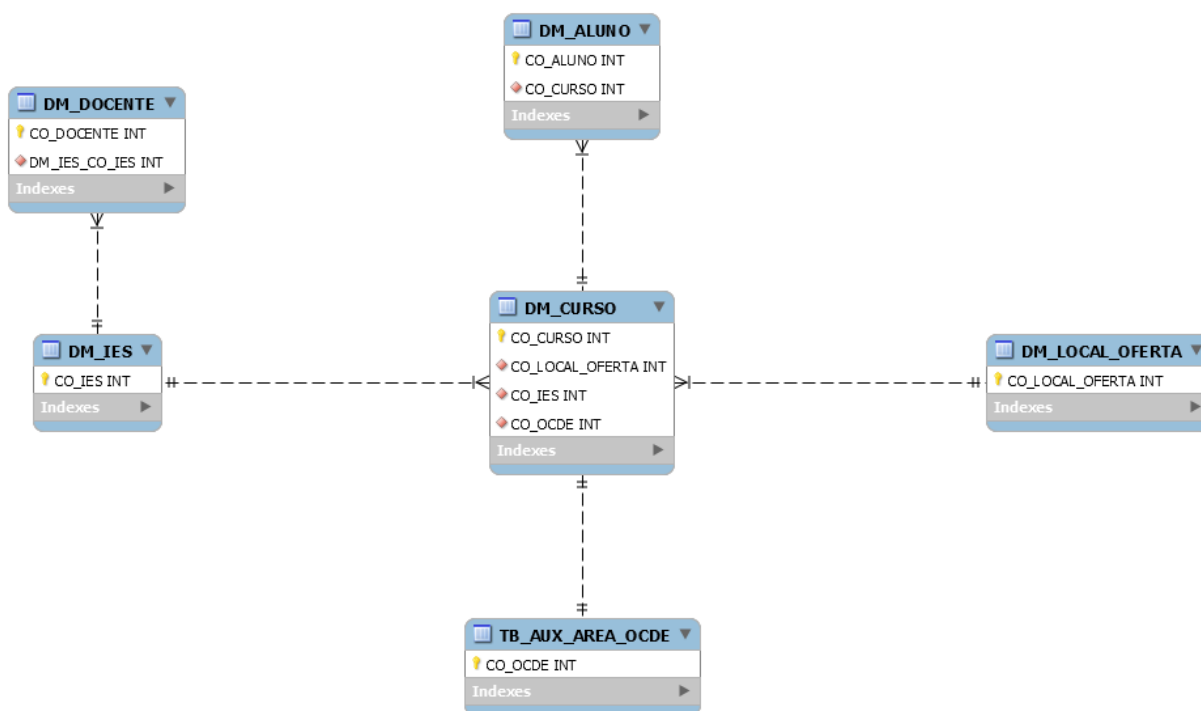 DM_ALUNO
CO_ALUNO INT
CO_CURSO INT
Indexes
DM_DOCENTE
CO_DOCENTE INT
DM_IES_CO_IES INT
Indexes
DM_IES
CO_IES INT
Indexes
DM_CURSO
CO_CURSO INT
CO_LOCAL_OFERTA INT
CO_IES INT
CO_OCDE INT
Indexes
DM_LOCAL_OFERTA
CO_LOCAL_OFERTA INT
Indexes
TB_AUX_AREA_OCDE
CO_OCDE INT
Indexes